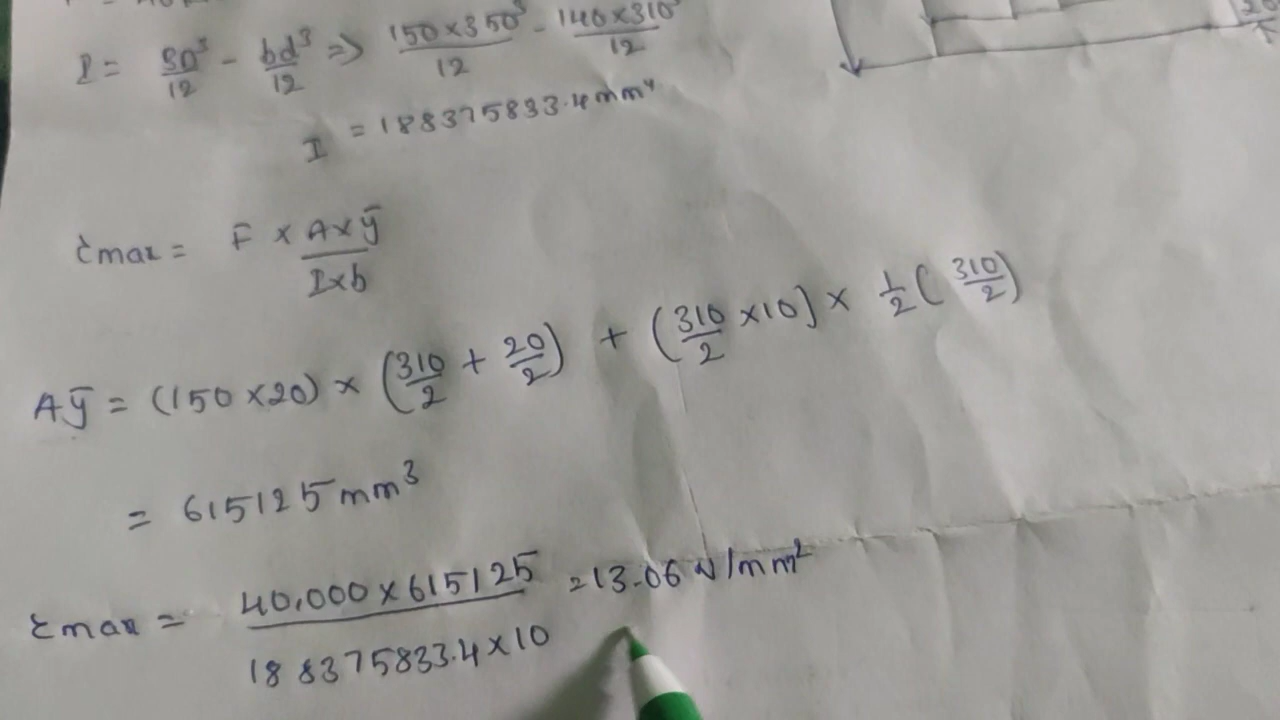 I = BD³/12 - bd³/12 => 150×350³/12 - 140×310³/12
I = 188375833.4 mm⁴
τmax = F × A×ȳ/I×b
Aȳ = (150×20) × (310/2 + 20/2) + (310/2 ×10] × 1/2 (310/2)
= 615125 mm³
τmax = 40,000×615125/188375833.4×10 = 13.06 N/mm²